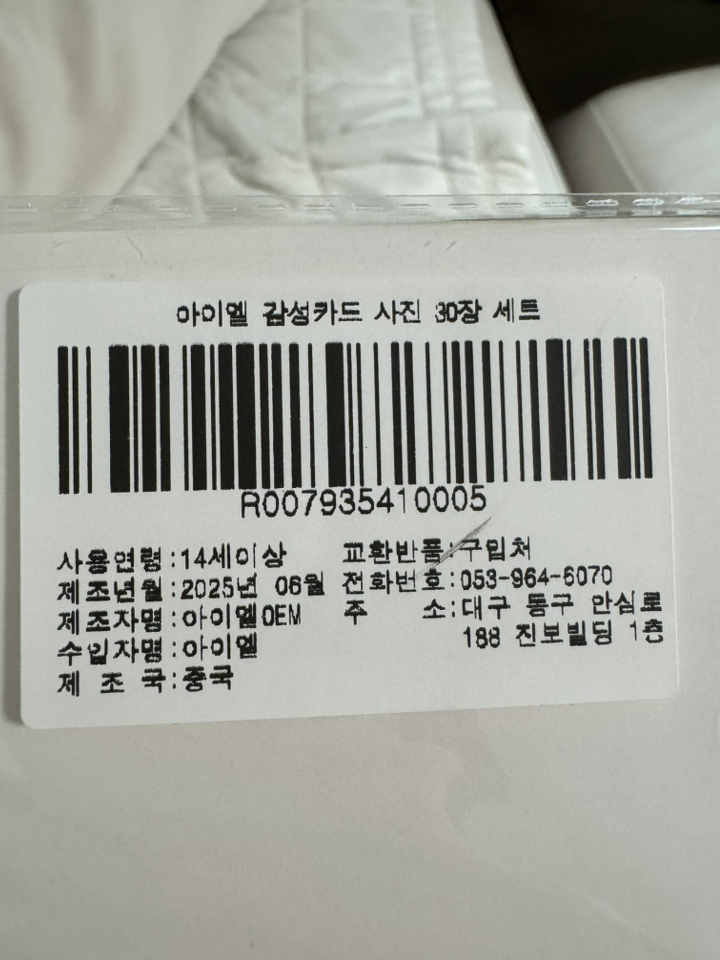 아이엘 감성카드 사진 30장 세트
R007935410005
사용연령:14세이상
제조년월:2025년 06월
제조자명:아이엘OEM
수입자명:아이엘
제 조 국:중국
교환반품:구입처
전화번호:053-964-6070
주 소:대구 동구 안심로
188 진보빌딩 1층